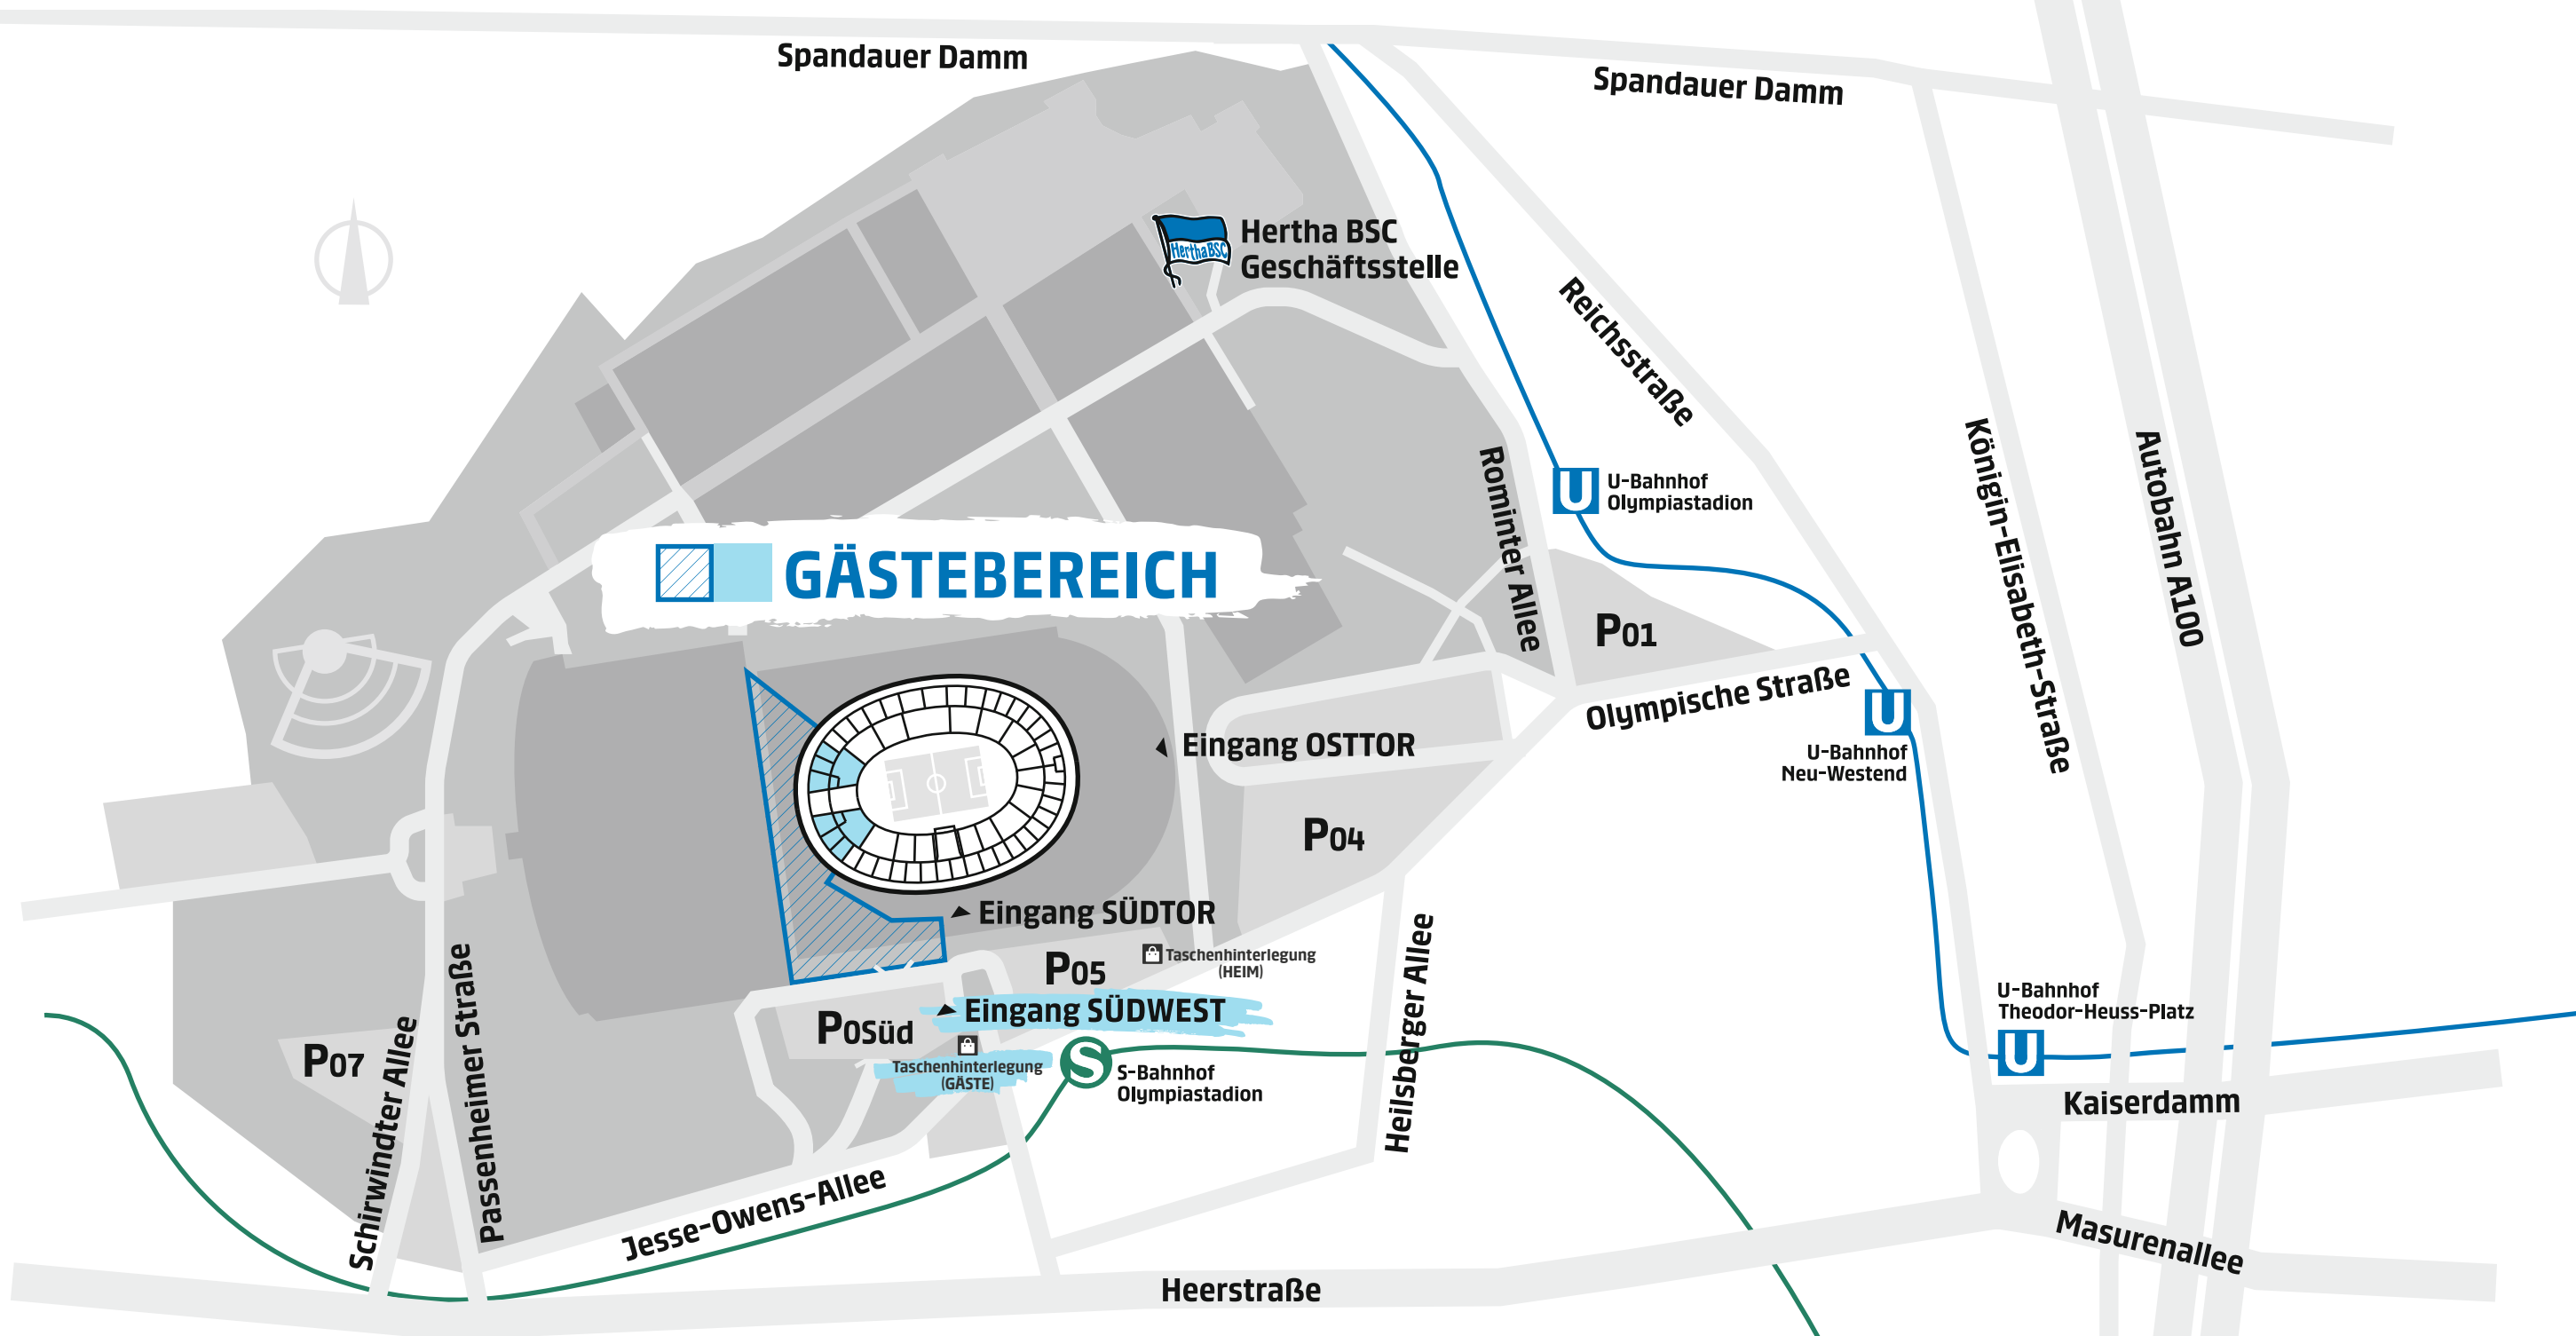 Spandauer Damm
Spandauer Damm
Hertha BSC
Hertha BSC
Geschäftsstelle
Reichsstraße
Rominter Allee
U-Bahnhof
Olympiastadion
Königin-Elisabeth-Straße
Autobahn A100
GÄSTEBEREICH
P01
Olympische Straße
U-Bahnhof
Neu-Westend
Eingang OSTTOR
P04
Eingang SÜDTOR
Taschenhinterlegung
(HEIM)
P05
Eingang SÜDWEST
P0Süd
Taschenhinterlegung
(GÄSTE)
S-Bahnhof
Olympiastadion
Heilsberger Allee
P07
Schirwindter Allee
Passenheimer Straße
Jesse-Owens-Allee
U-Bahnhof
Theodor-Heuss-Platz
Kaiserdamm
Masurenallee
Heerstraße
U
U
U
S